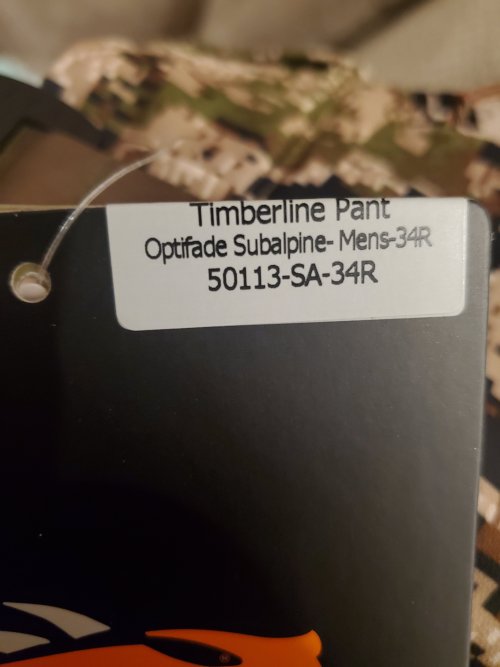 Timberline Pant
Optifade Subalpine- Mens-34R
50113-SA-34R